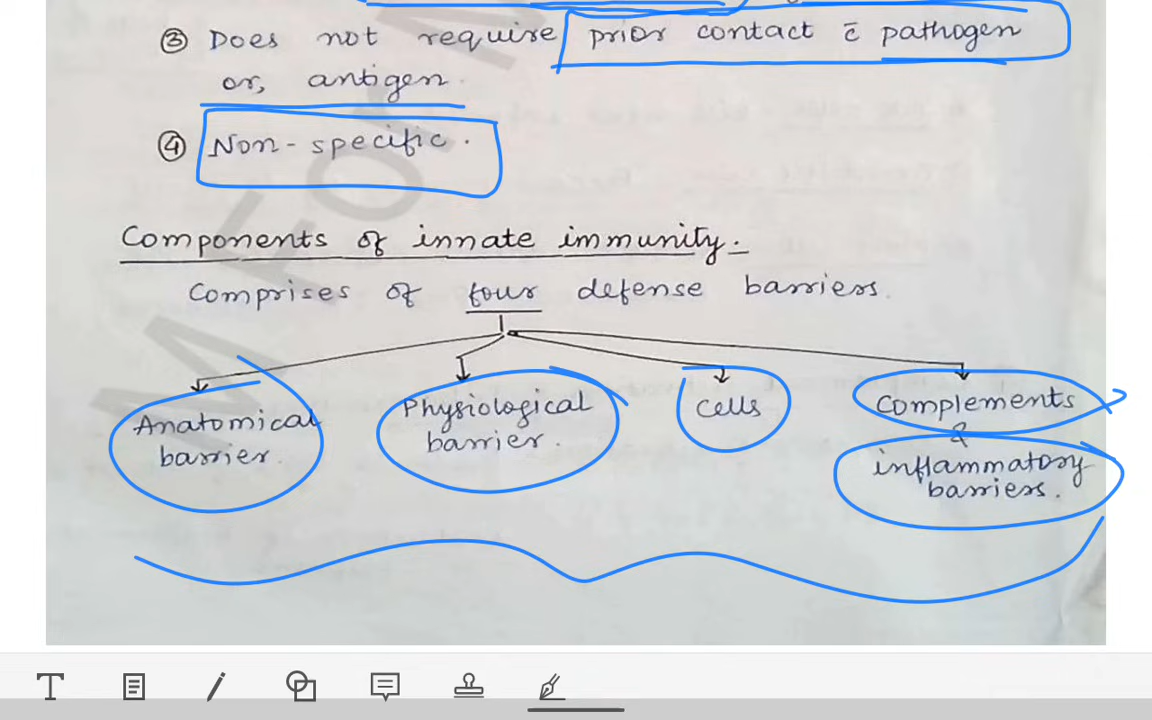 ③ Does not require prior contact c̄ pathogen
or, antigen.
④ Non-specific.
Components of innate immunity.
Comprises of four defense barriers.
Anatomical
barrier.
Physiological
barrier.
cells
Complements
&
inflammatory
barriers.
T